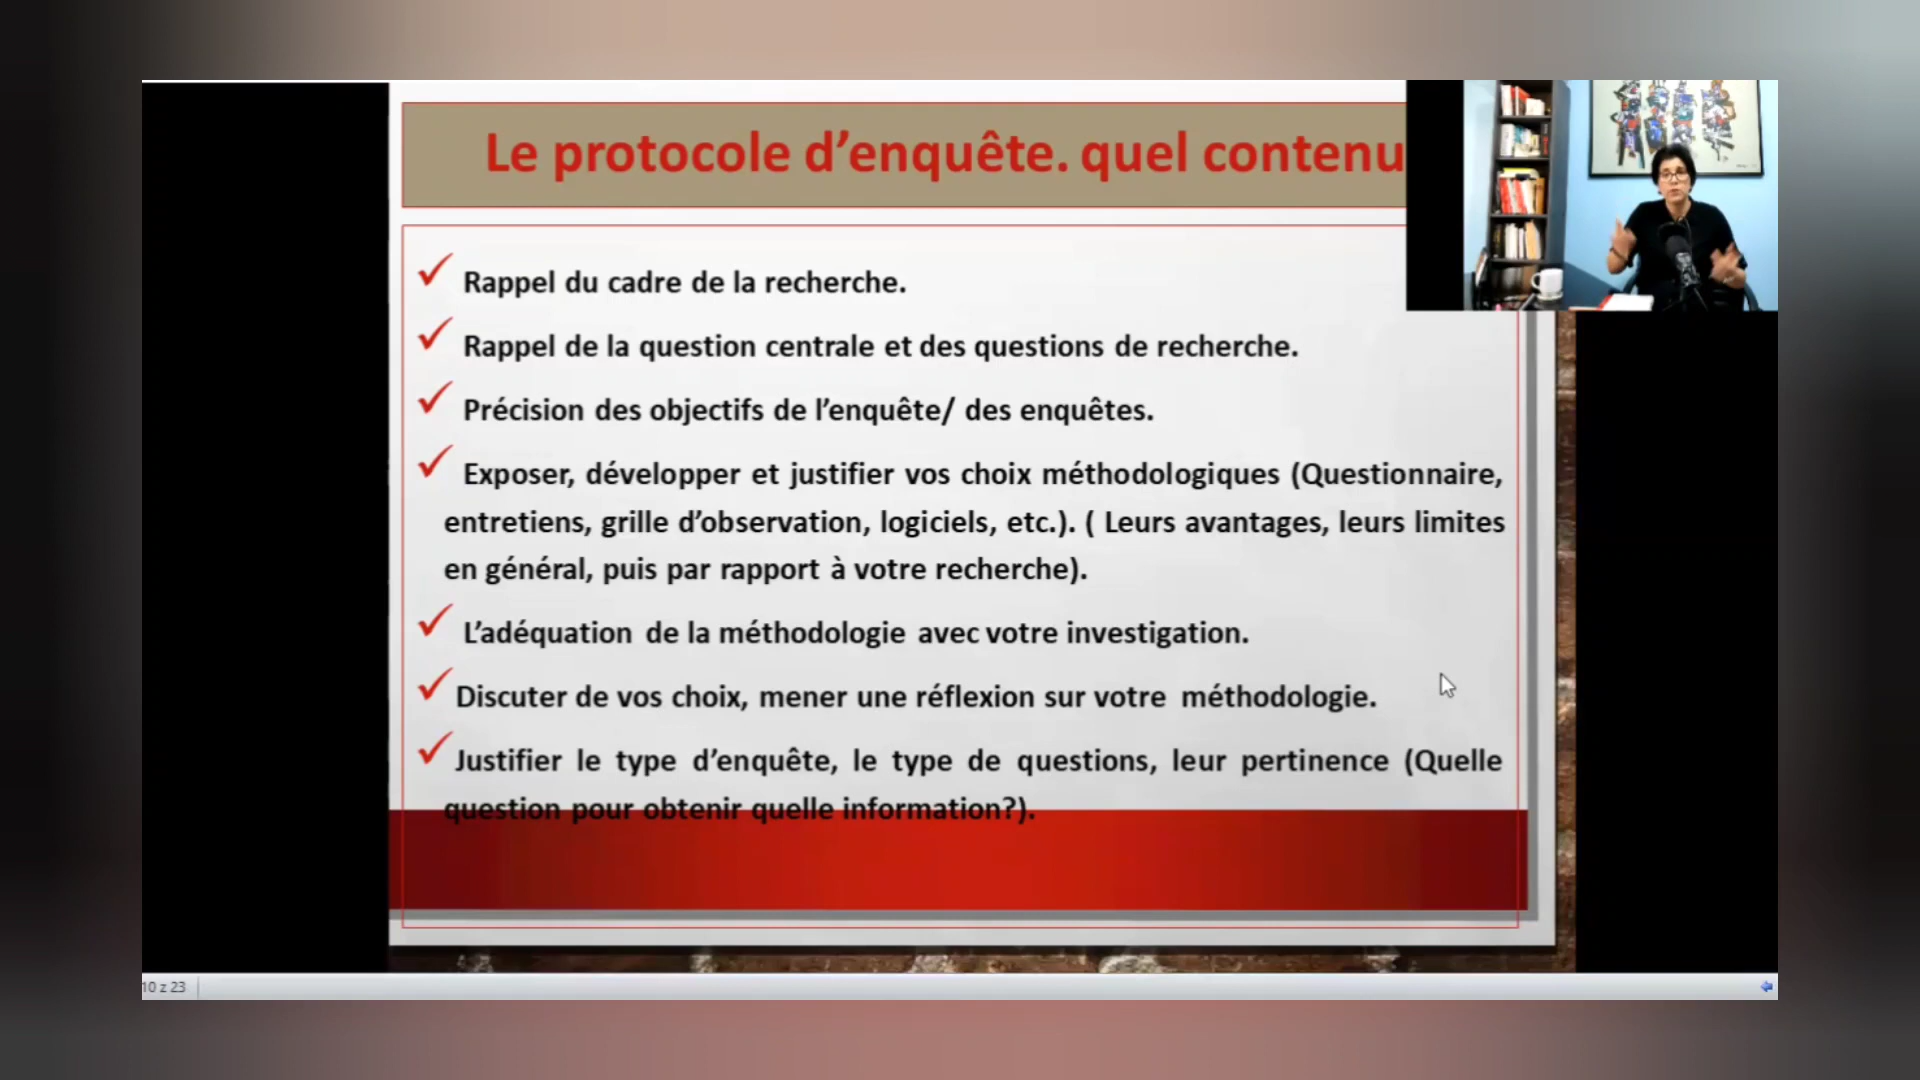 Le protocole d’enquête. quel contenu
Rappel du cadre de la recherche.
Rappel de la question centrale et des questions de recherche.
Précision des objectifs de l’enquête/ des enquêtes.
Exposer, développer et justifier vos choix méthodologiques (Questionnaire,
entretiens, grille d’observation, logiciels, etc.). ( Leurs avantages, leurs limites
en général, puis par rapport à votre recherche).
L’adéquation de la méthodologie avec votre investigation.
Discuter de vos choix, mener une réflexion sur votre méthodologie.
Justifier le type d’enquête, le type de questions, leur pertinence (Quelle
question pour obtenir quelle information?).
10 z 23